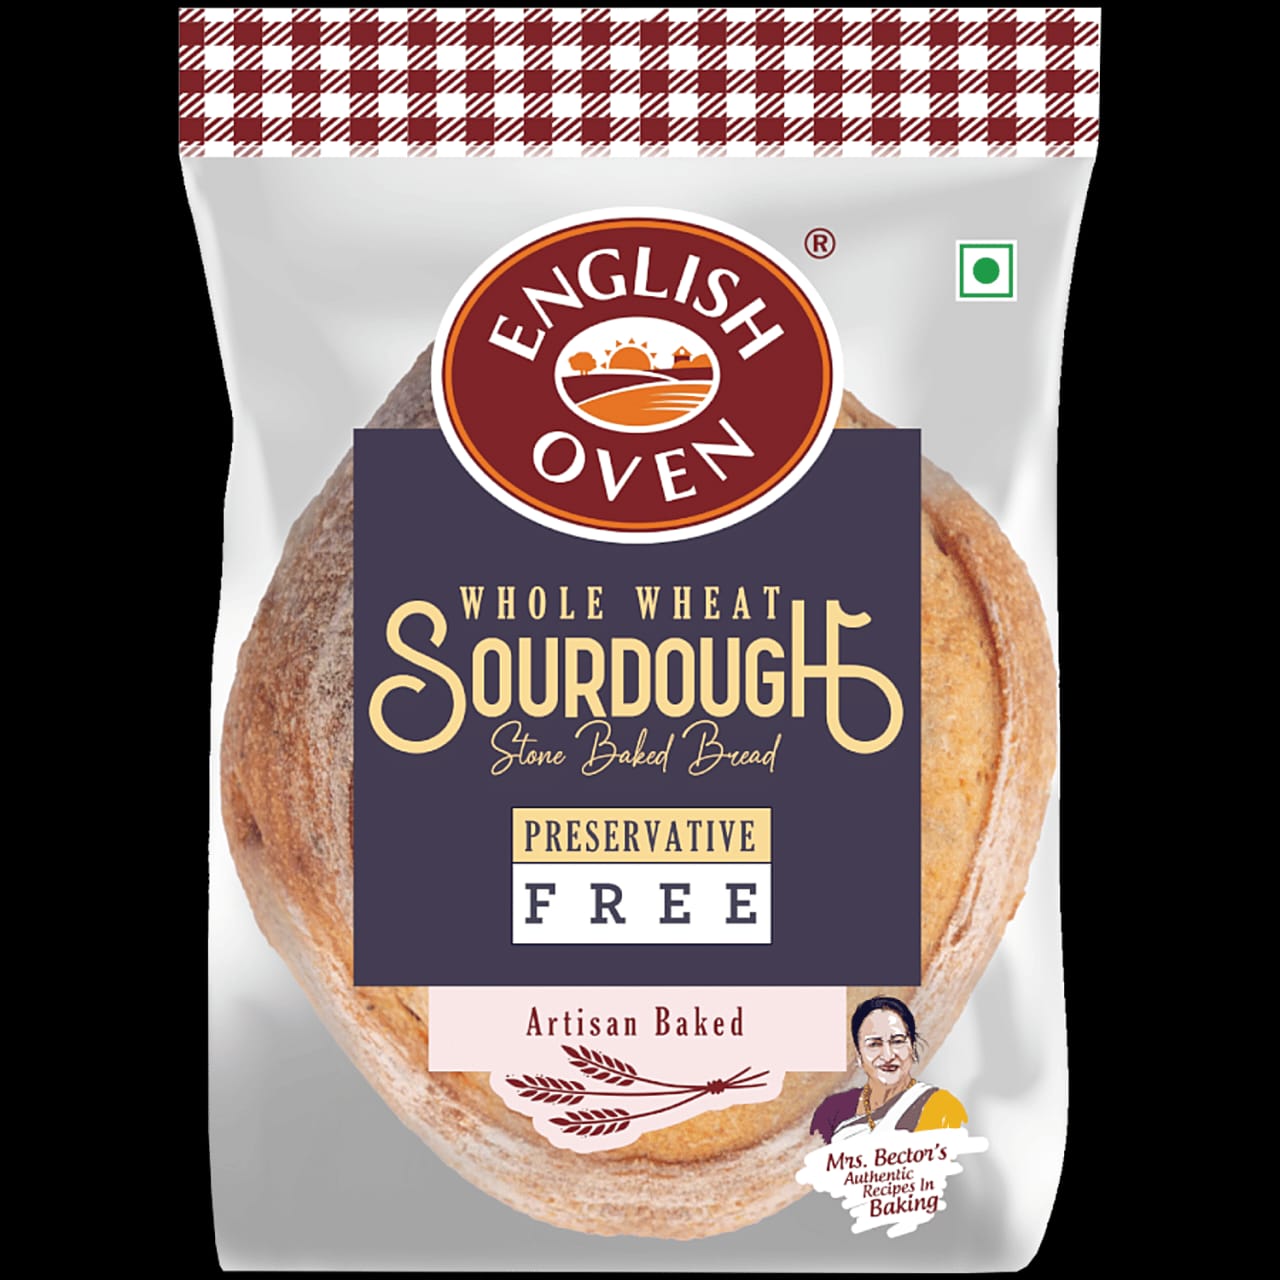 ENGLISH
OVEN
®
WHOLE WHEAT
SOURDOUGH
Stone Baked Bread
PRESERVATIVE
FREE
Artisan Baked
Mrs. Bector's
Authentic
Recipes In
Baking